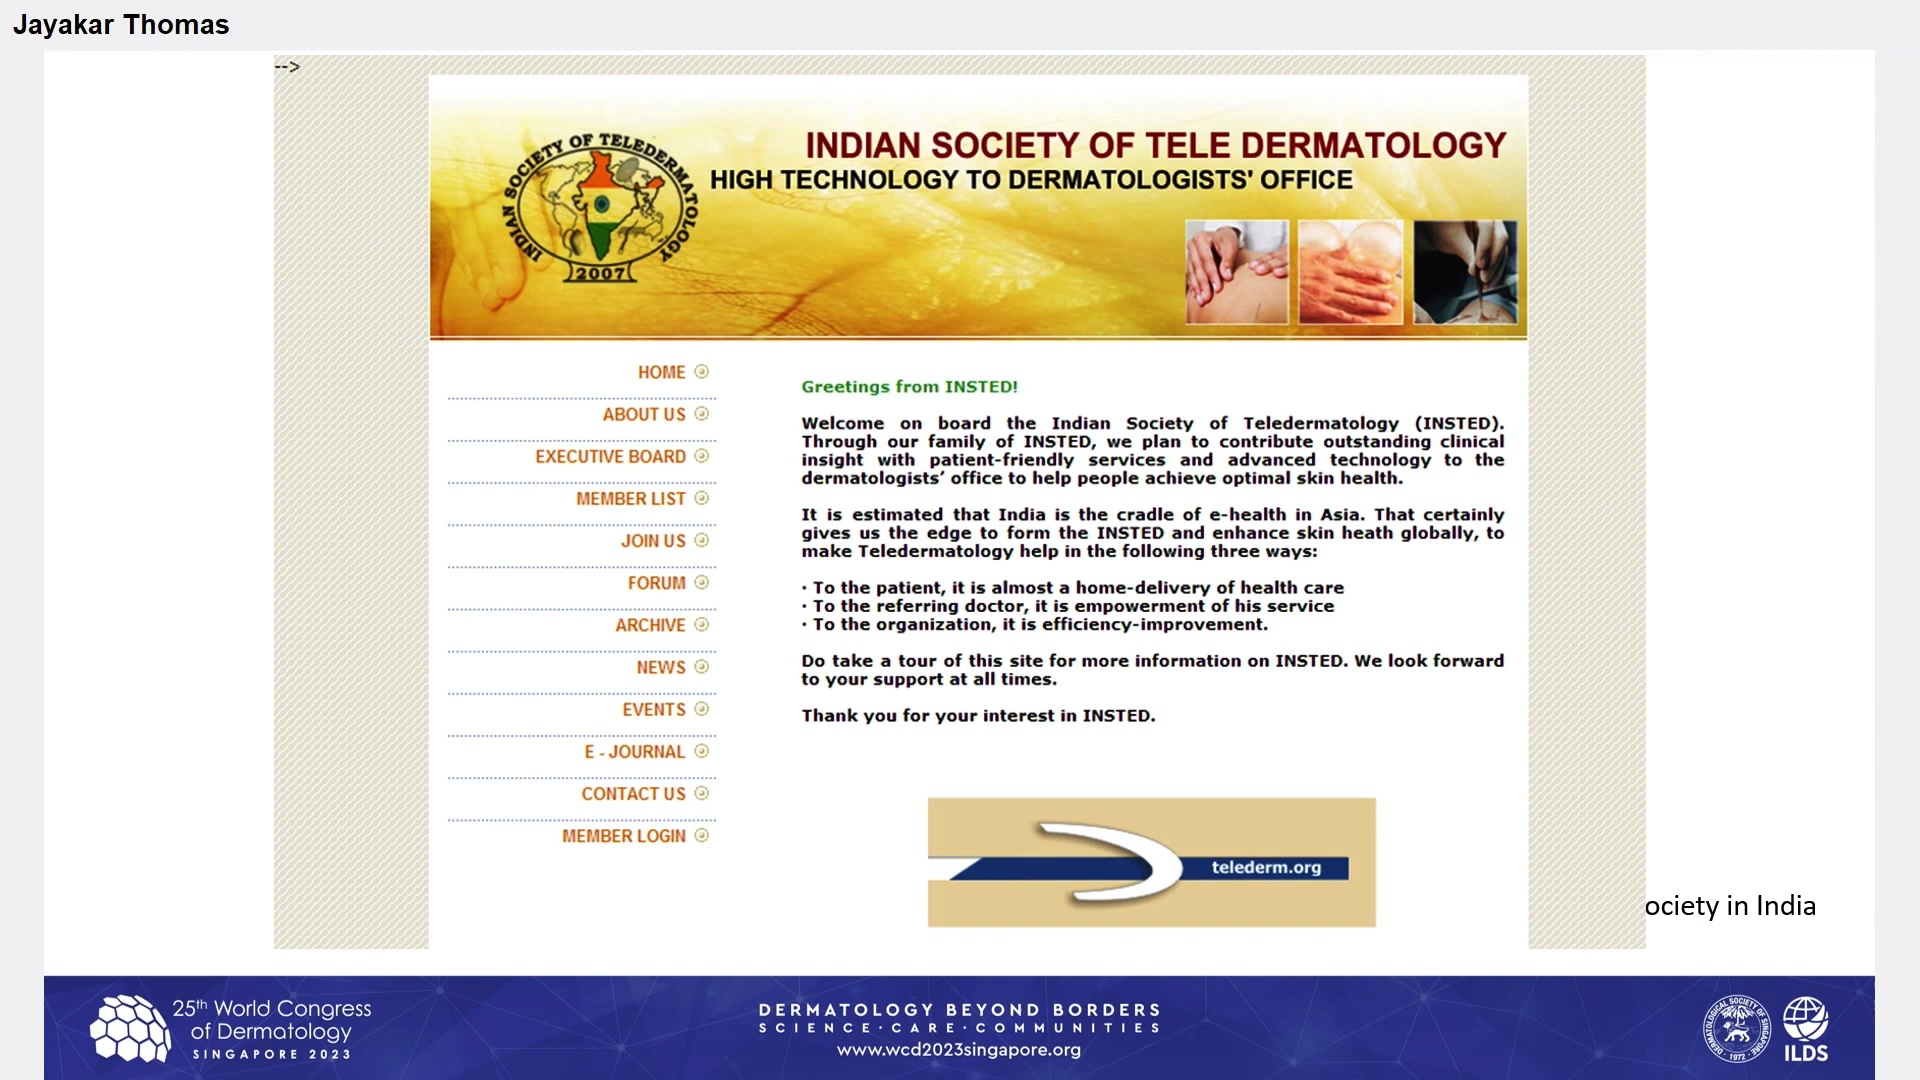 Jayakar Thomas
-->
INDIAN SOCIETY OF TELEDERMATOLOGY
2007
INDIAN SOCIETY OF TELE DERMATOLOGY
HIGH TECHNOLOGY TO DERMATOLOGISTS' OFFICE
HOME
ABOUT US
EXECUTIVE BOARD
MEMBER LIST
JOIN US
FORUM
ARCHIVE
NEWS
EVENTS
E - JOURNAL
CONTACT US
MEMBER LOGIN
Greetings from INSTED!
Welcome on board the Indian Society of Teledermatology (INSTED).
Through our family of INSTED, we plan to contribute outstanding clinical
insight with patient-friendly services and advanced technology to the
dermatologists’ office to help people achieve optimal skin health.
It is estimated that India is the cradle of e-health in Asia. That certainly
gives us the edge to form the INSTED and enhance skin heath globally, to
make Teledermatology help in the following three ways:
· To the patient, it is almost a home-delivery of health care
· To the referring doctor, it is empowerment of his service
· To the organization, it is efficiency-improvement.
Do take a tour of this site for more information on INSTED. We look forward
to your support at all times.
Thank you for your interest in INSTED.
telederm.org
ociety in India
25th World Congress
of Dermatology
SINGAPORE 2023
DERMATOLOGY BEYOND BORDERS
SCIENCE·CARE·COMMUNITIES
www.wcd2023singapore.org
DERMATOLOGICAL SOCIETY OF SINGAPORE
1972
ILDS